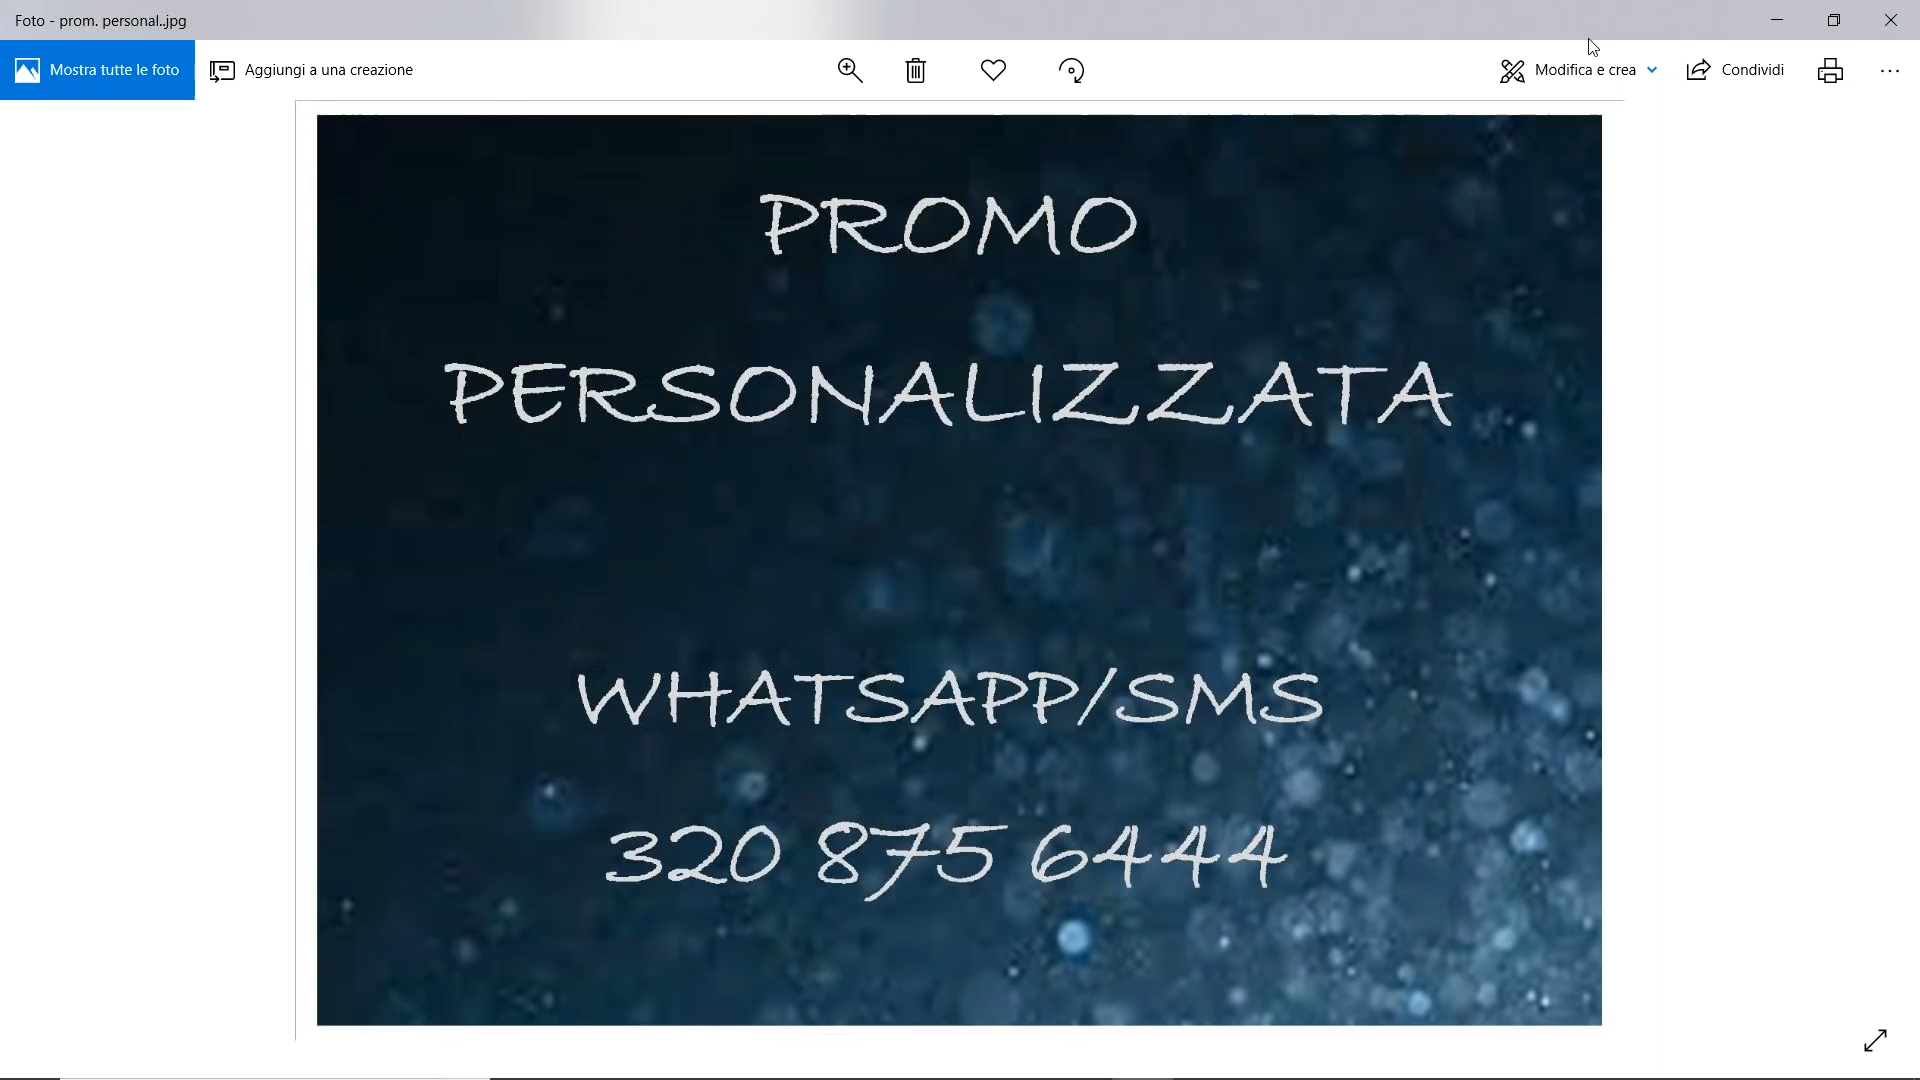 Foto - prom. personal..jpg
Mostra tutte le foto
Aggiungi a una creazione
Modifica e crea
Condividi
PROMO
PERSONALIZZATA
WHATSAPP/SMS
320 875 6444